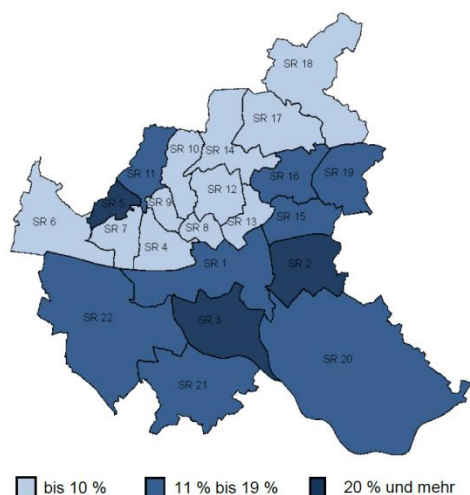 SR 18
SR 17
SR 10
SR 14
SR 11
SR 16
SR 19
SR 12
SR 5
SR 9
SR 6
SR 7
SR 8
SR 13
SR 15
SR 4
SR 1
SR 2
SR 22
SR 3
SR 20
SR 21
bis 10 % 11 % bis 19 % 20 % und mehr